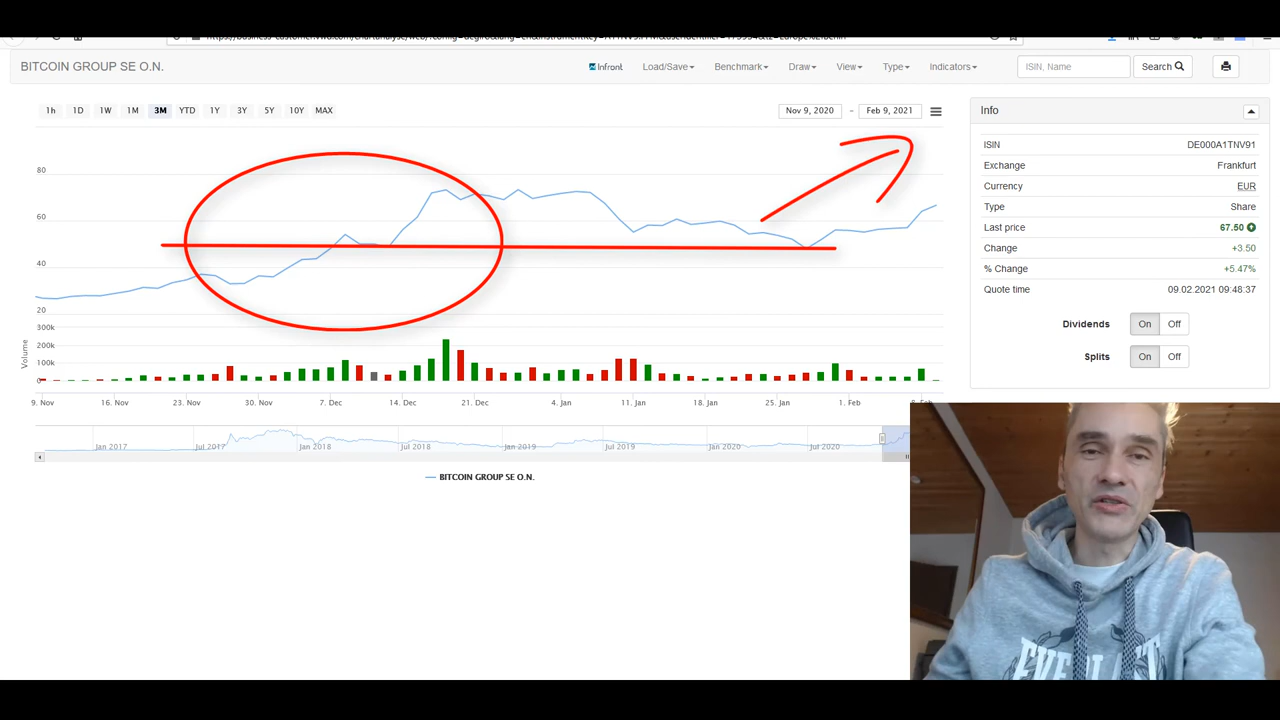 BITCOIN GROUP SE O.N.
Infront Load/Save Benchmark Draw View Type Indicators ISIN, Name Search
1h 1D 1W 1M 3M YTD 1Y 3Y 5Y 10Y MAX Nov 9, 2020 – Feb 9, 2021
Info
ISIN DE000A1TNV91
Exchange Frankfurt
Currency EUR
Type Share
Last price 67.50
Change +3.50
% Change +5.47%
Quote time 09.02.2021 09:48:37
Dividends On Off
Splits On Off
80
60
40
20
Volume
300k
200k
100k
0
9. Nov 16. Nov 23. Nov 30. Nov 7. Dec 14. Dec 21. Dec 4. Jan 11. Jan 18. Jan 25. Jan 1. Feb 8. Feb
Jan 2017 Jul 2017 Jan 2018 Jul 2018 Jan 2019 Jul 2019 Jan 2020 Jul 2020
BITCOIN GROUP SE O.N.